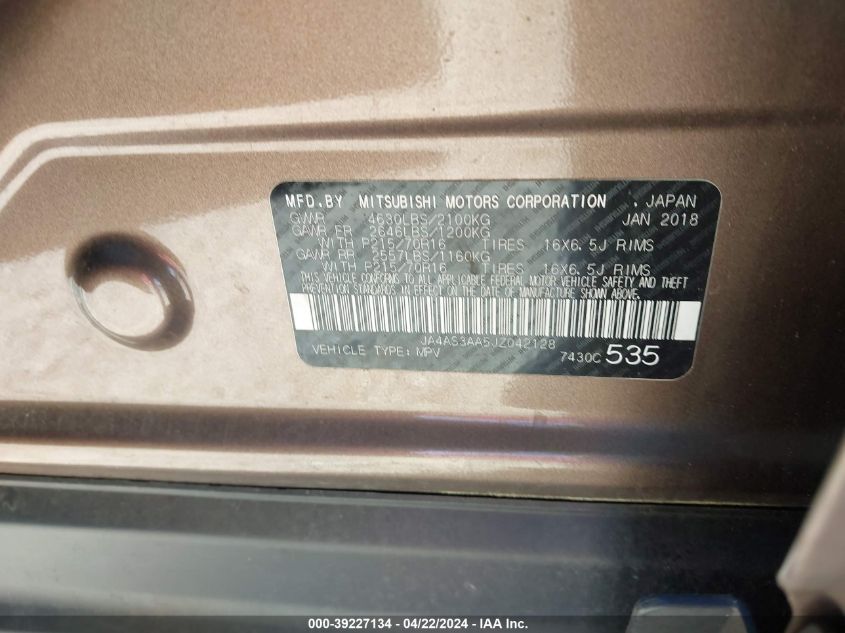 MFD.BY MITSUBISHI MOTORS CORPORATION . JAPAN
GVWR 4630LBS/2100KG JAN 2018
GAWR FR 2646LBS/1200KG
WITH P215/70R16 TIRES 16X6.5J RIMS
GAWR RR 2557LBS/1160KG
WITH P215/70R16 TIRES 16X6.5J RIMS
THIS VEHICLE CONFORMS TO ALL APPLICABLE FEDERAL MOTOR VEHICLE SAFETY AND THEFT
PREVENTION STANDARDS IN EFFECT ON THE DATE OF MANUFACTURE SHOWN ABOVE.
JA4AS3AA5JZ042128
VEHICLE TYPE: MPV 7430C 535
000-39227134 - 04/22/2024 - IAA Inc.